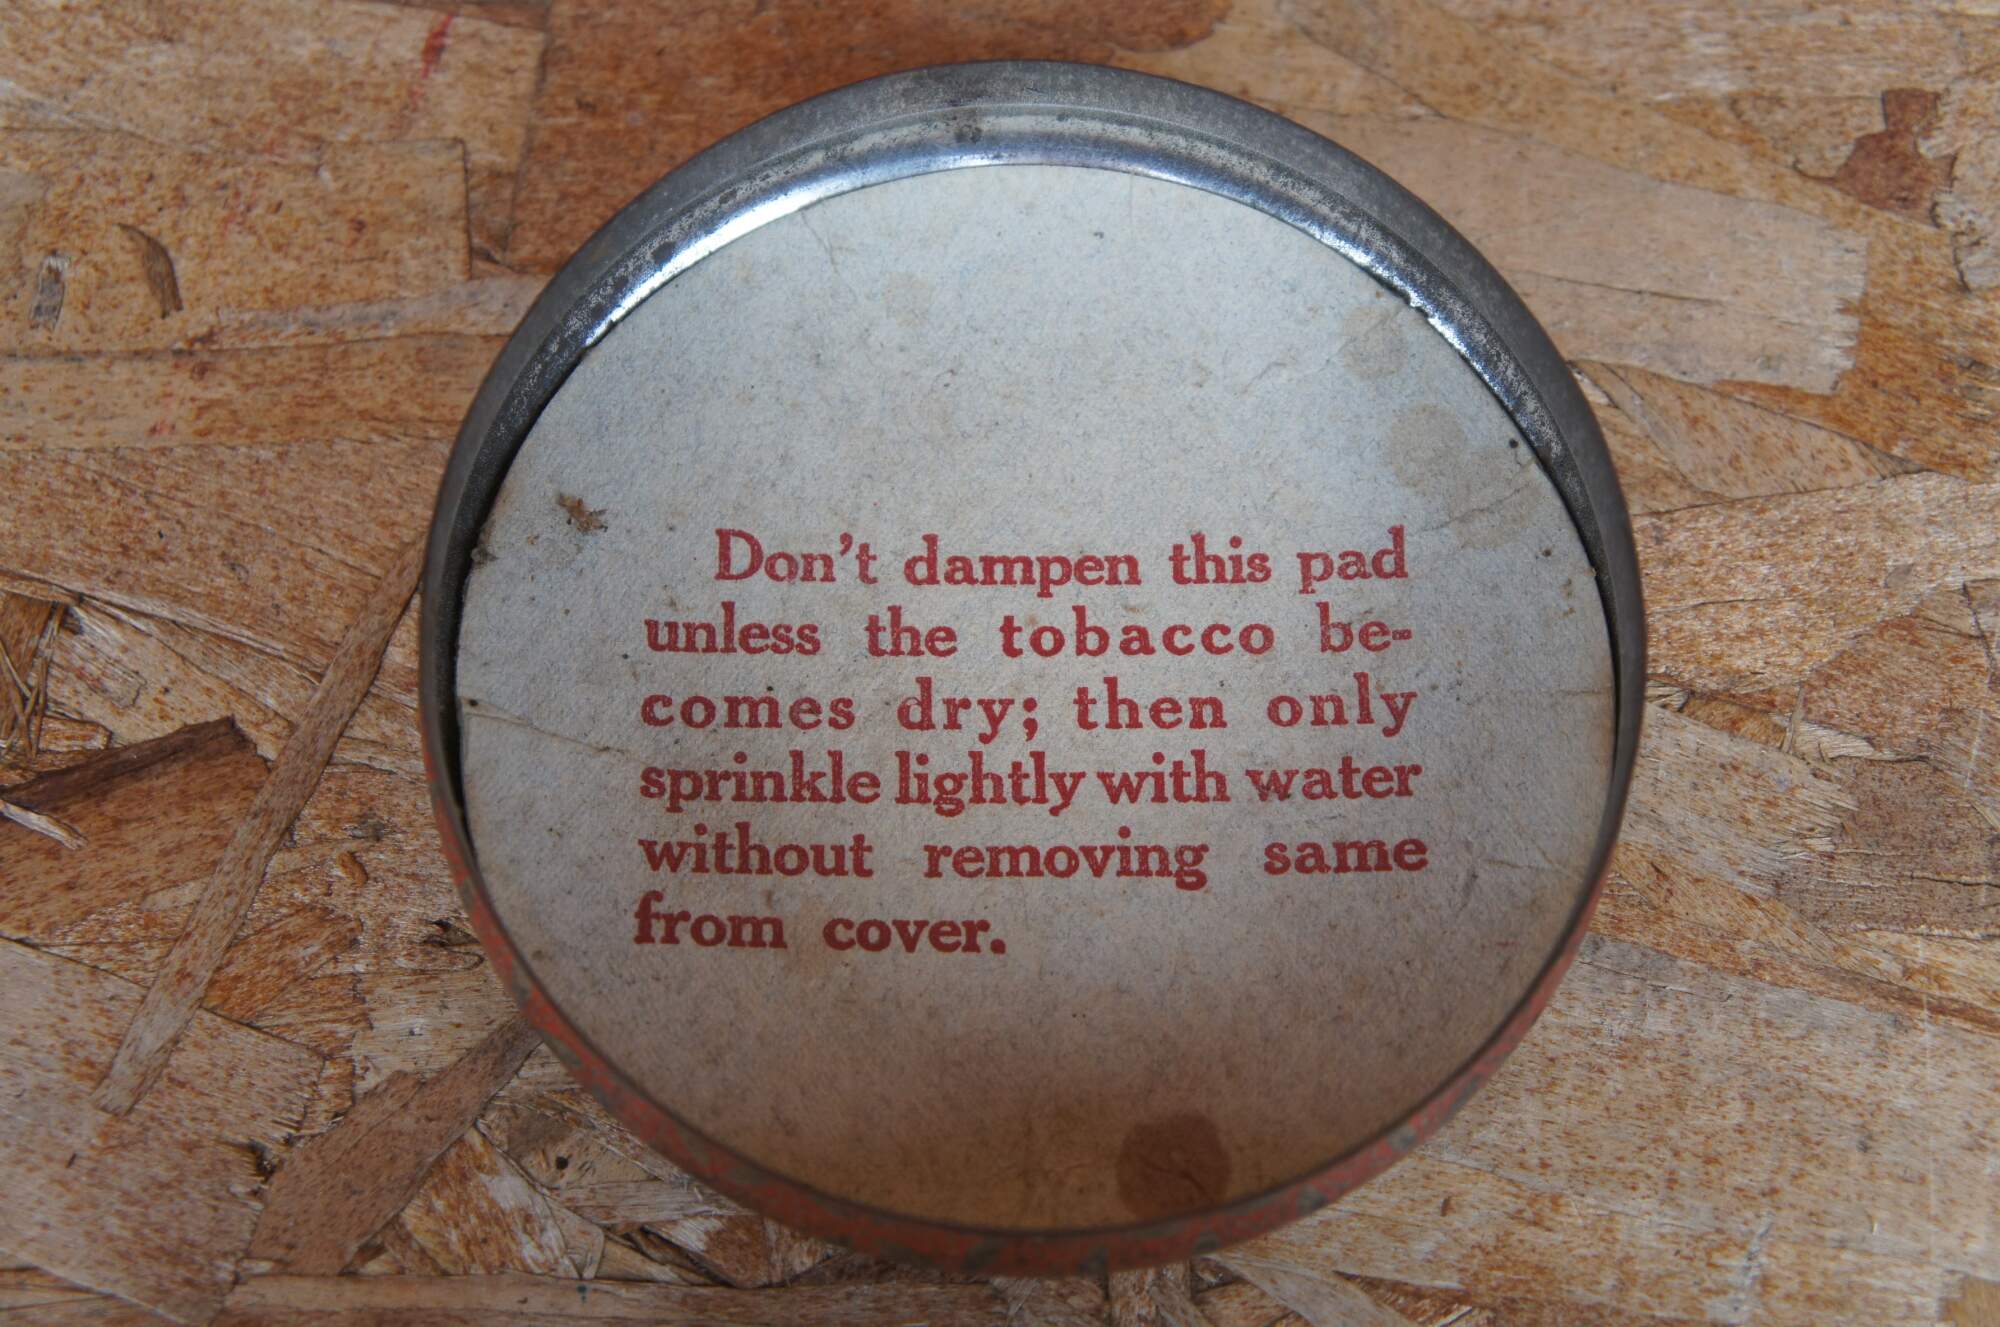 Don't dampen this pad
unless the tobacco be-
comes dry; then only
sprinkle lightly with water
without removing same
from cover.